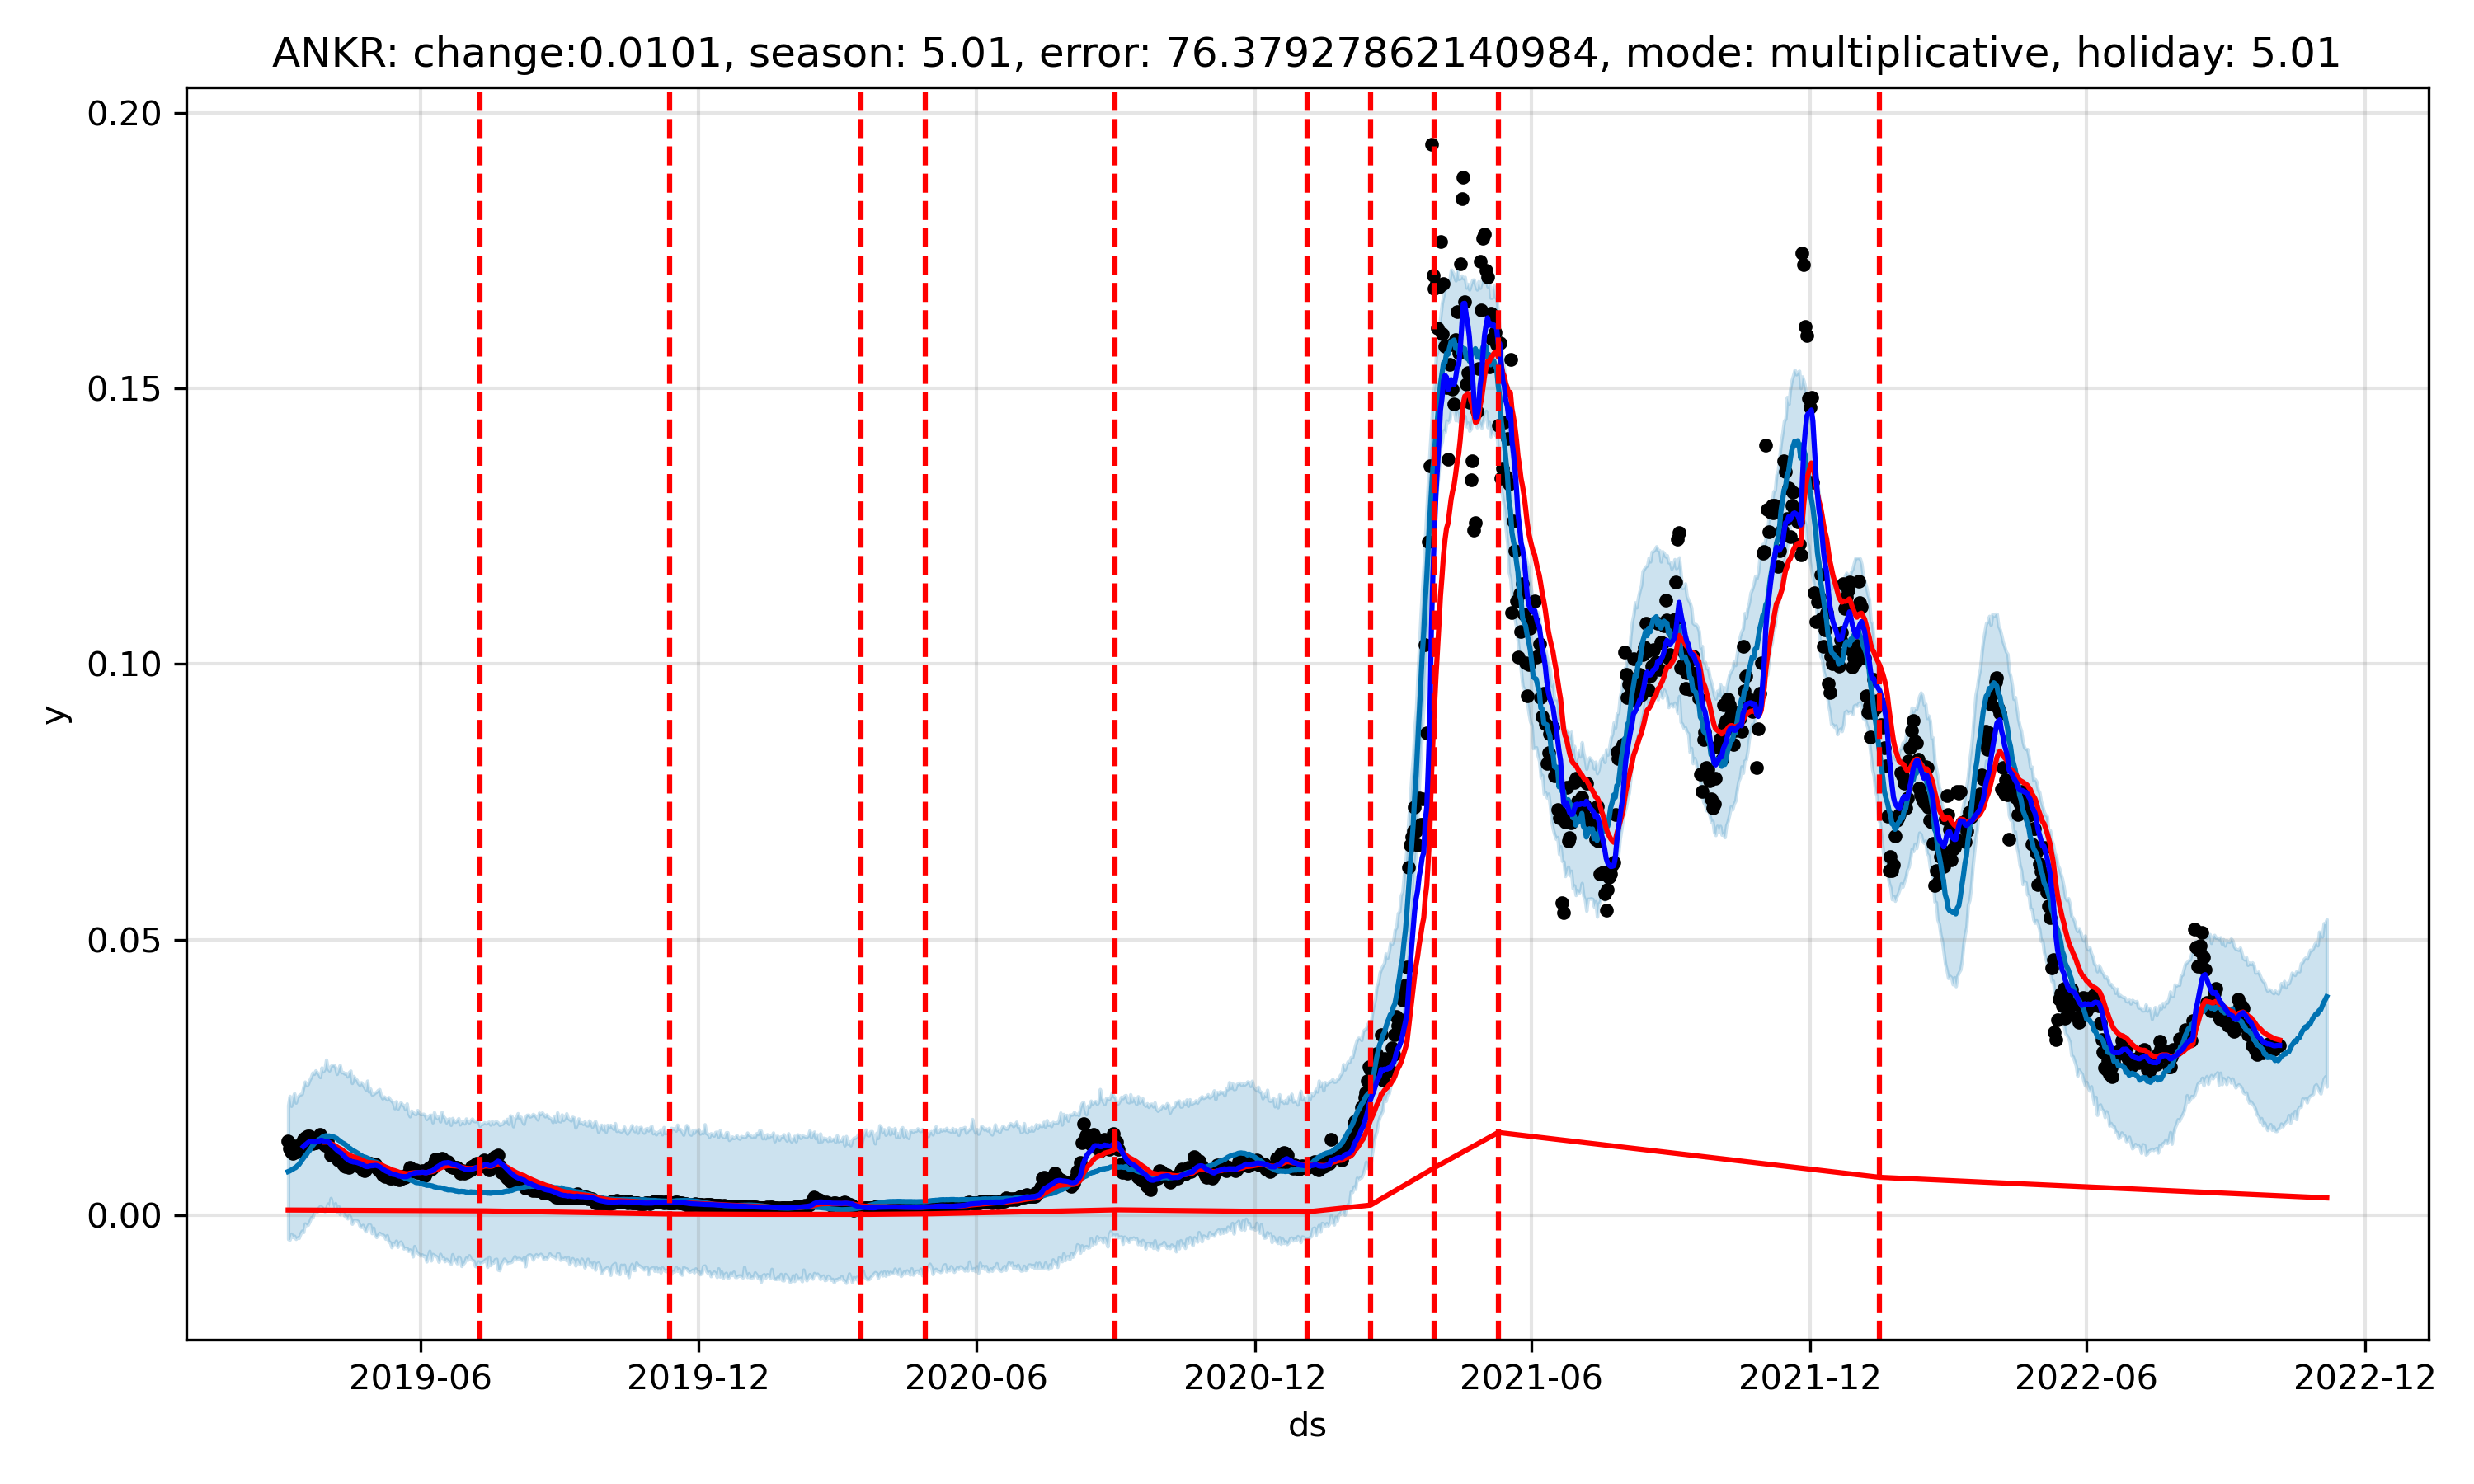 ANKR: change:0.0101, season: 5.01, error: 76.37927862140984, mode: multiplicative, holiday: 5.01
0.20
0.15
0.10
0.05
0.00
y
2019-06 2019-12 2020-06 2020-12 2021-06 2021-12 2022-06 2022-12
ds